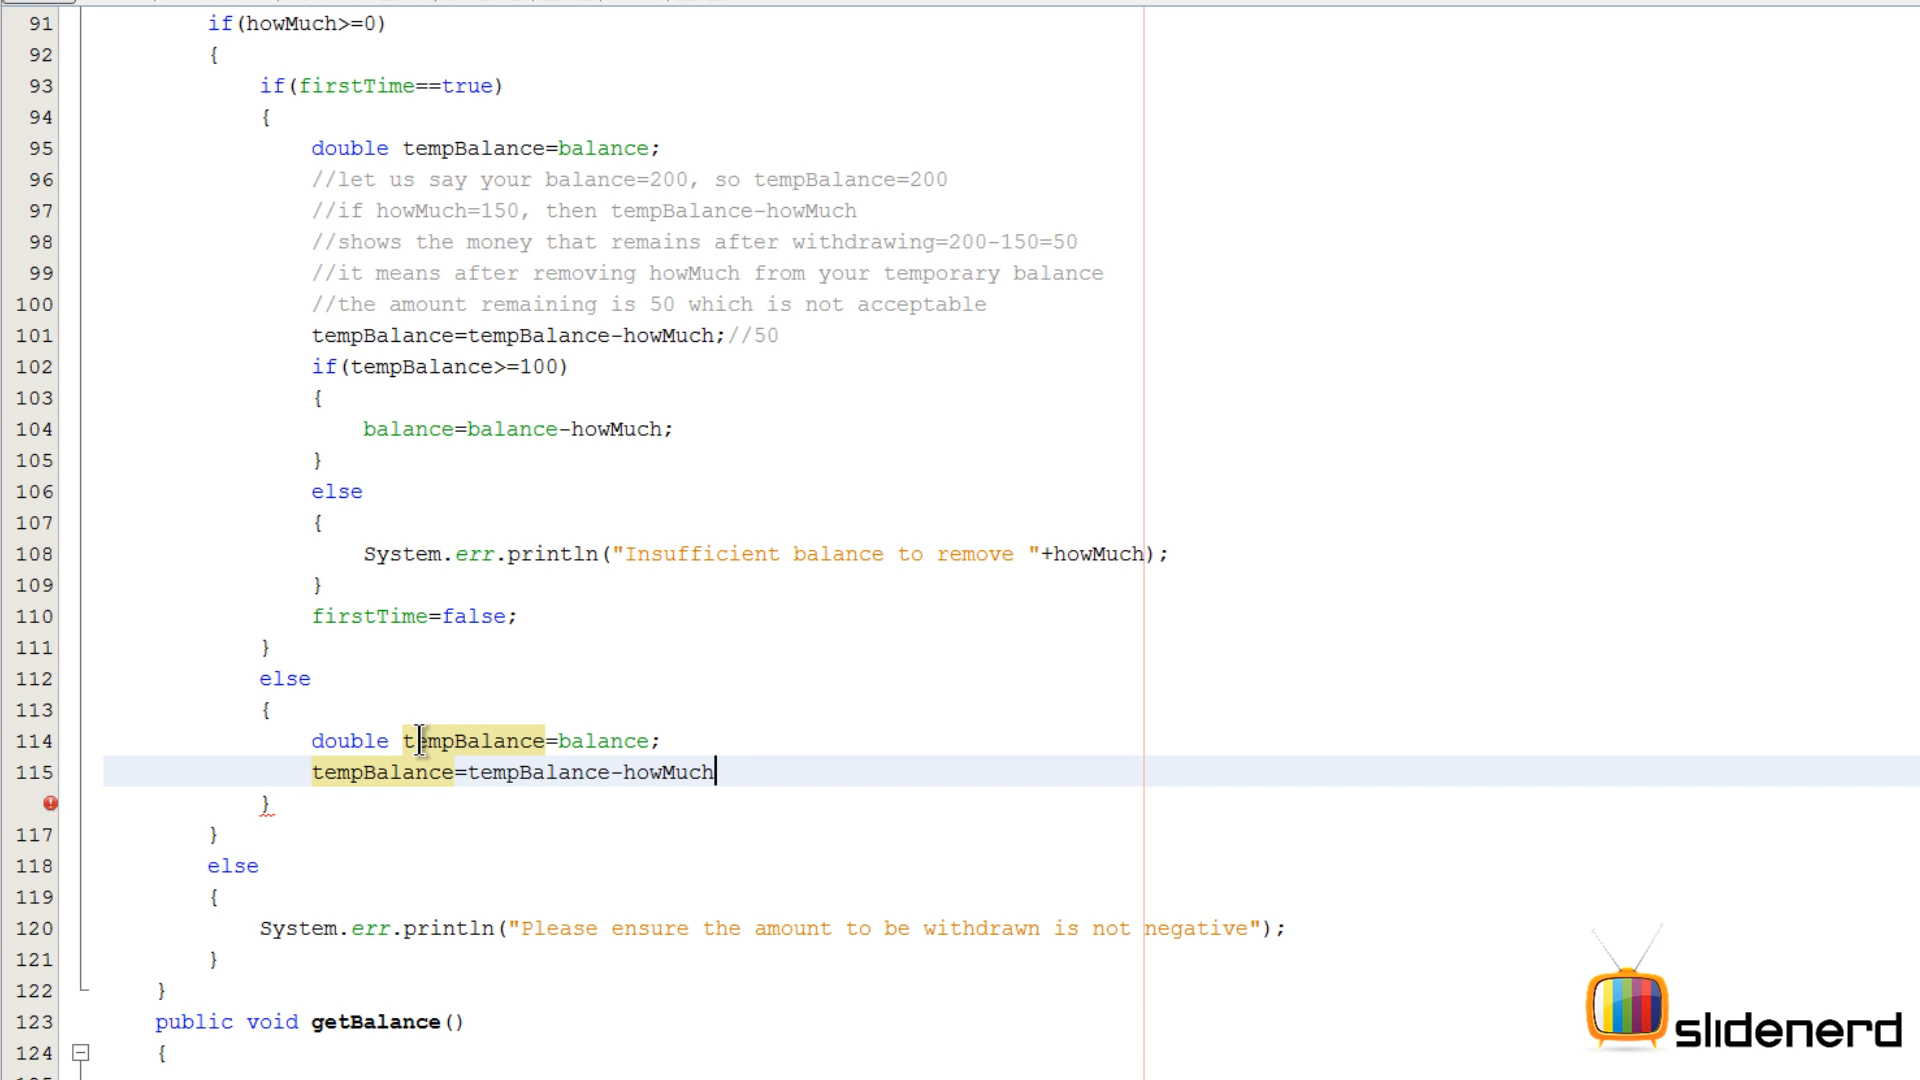 91 if(howMuch>=0)
92 {
93 if(firstTime==true)
94 {
95 double tempBalance=balance;
96 //let us say your balance=200, so tempBalance=200
97 //if howMuch=150, then tempBalance-howMuch
98 //shows the money that remains after withdrawing=200-150=50
99 //it means after removing howMuch from your temporary balance
100 //the amount remaining is 50 which is not acceptable
101 tempBalance=tempBalance-howMuch;//50
102 if(tempBalance>=100)
103 {
104 balance=balance-howMuch;
105 }
106 else
107 {
108 System.err.println("Insufficient balance to remove "+howMuch);
109 }
110 firstTime=false;
111 }
112 else
113 {
114 double tempBalance=balance;
115 tempBalance=tempBalance-howMuch
}
117 }
118 else
119 {
120 System.err.println("Please ensure the amount to be withdrawn is not negative");
121 }
122 }
123 public void getBalance()
124 {
slidenerd